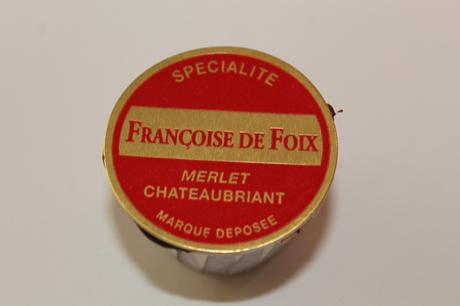 SPECIALITE
FRANÇOISE DE FOIX
MERLET
CHATEAUBRIANT
MARQUE DEPOSEE